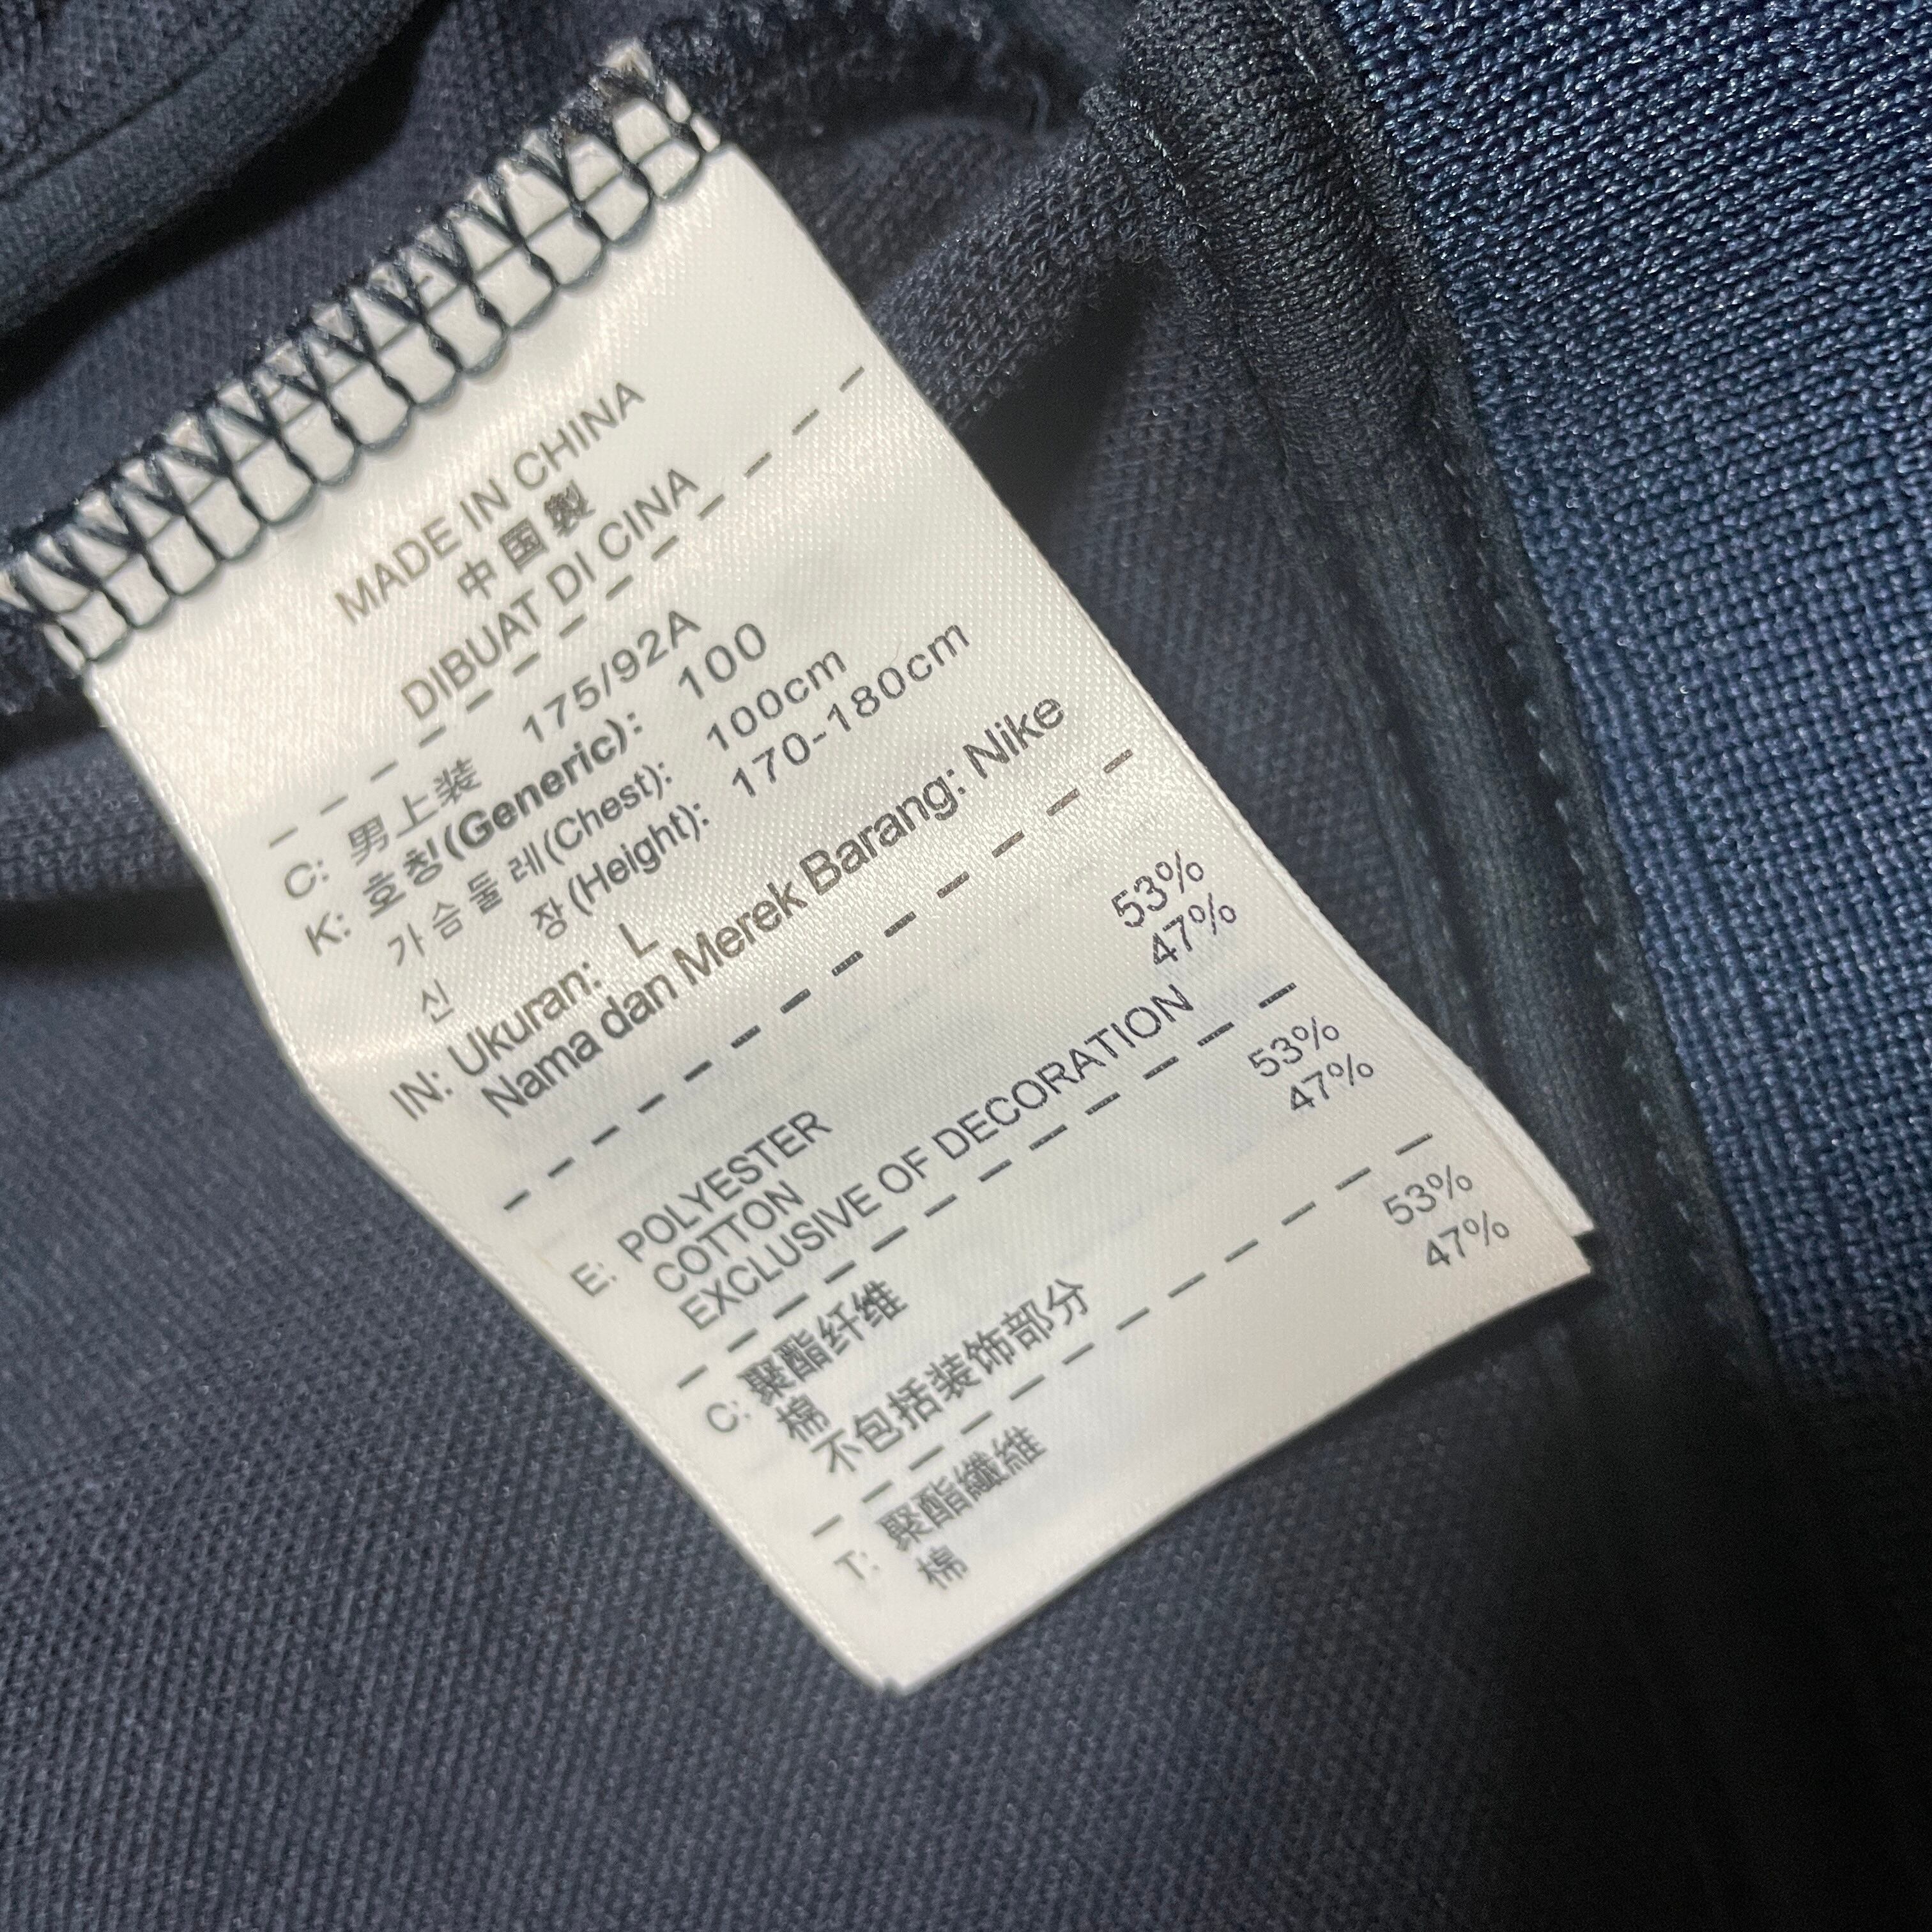 MADE IN CHINA
中国製
DIBUAT DI CINA
C: 男上装 175/92A
K: 호칭(Generic): 100
가슴둘레(Chest): 100cm
신 장(Height): 170-180cm
IN: Ukuran: L
Nama dan Merek Barang: Nike
E: POLYESTER 53%
COTTON 47%
EXCLUSIVE OF DECORATION
C: 聚酯纤维 53%
棉 47%
不包括装饰部分
T: 聚酯纖維 53%
棉 47%